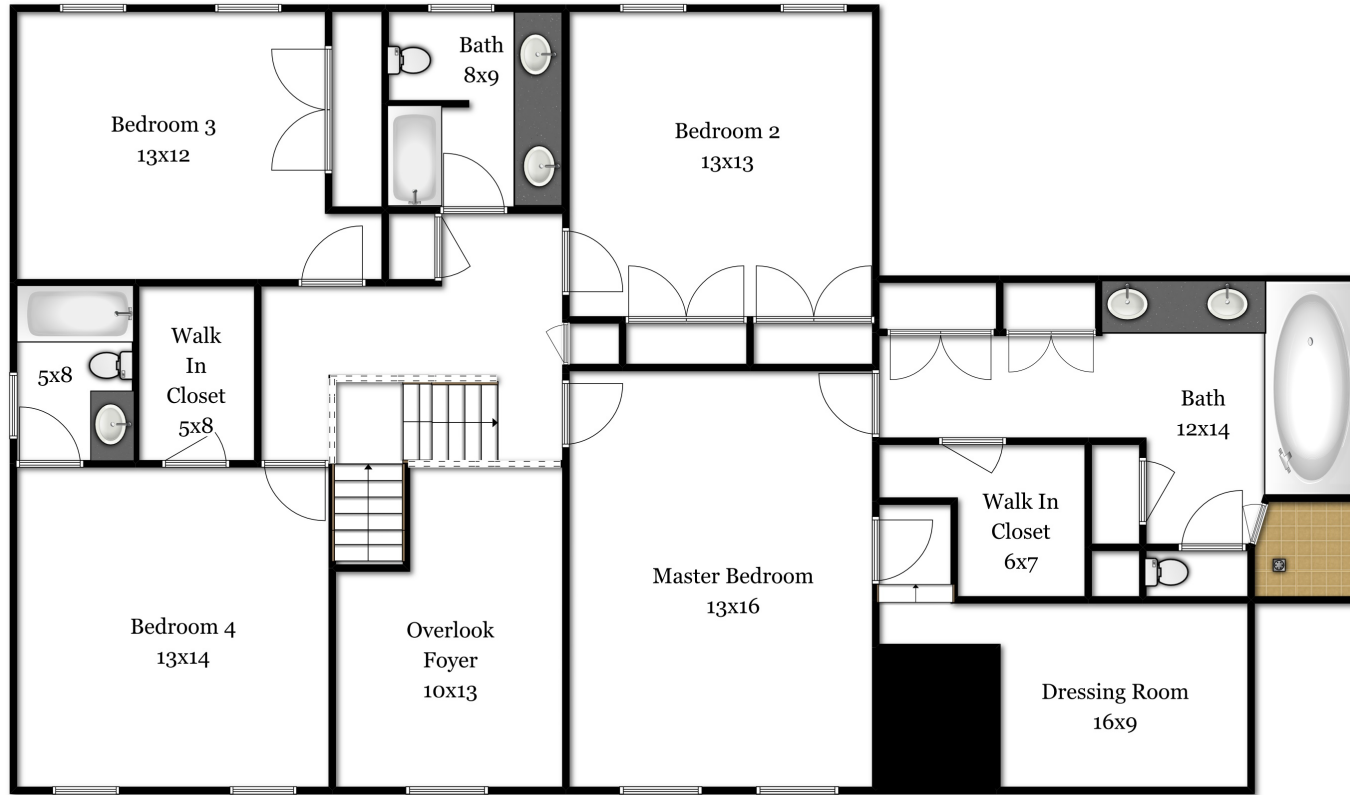 Bedroom 3
13x12
Bath
8x9
Bedroom 2
13x13
5x8
Walk
In
Closet
5x8
Bath
12x14
Walk In
Closet
6x7
Master Bedroom
13x16
Bedroom 4
13x14
Overlook
Foyer
10x13
Dressing Room
16x9